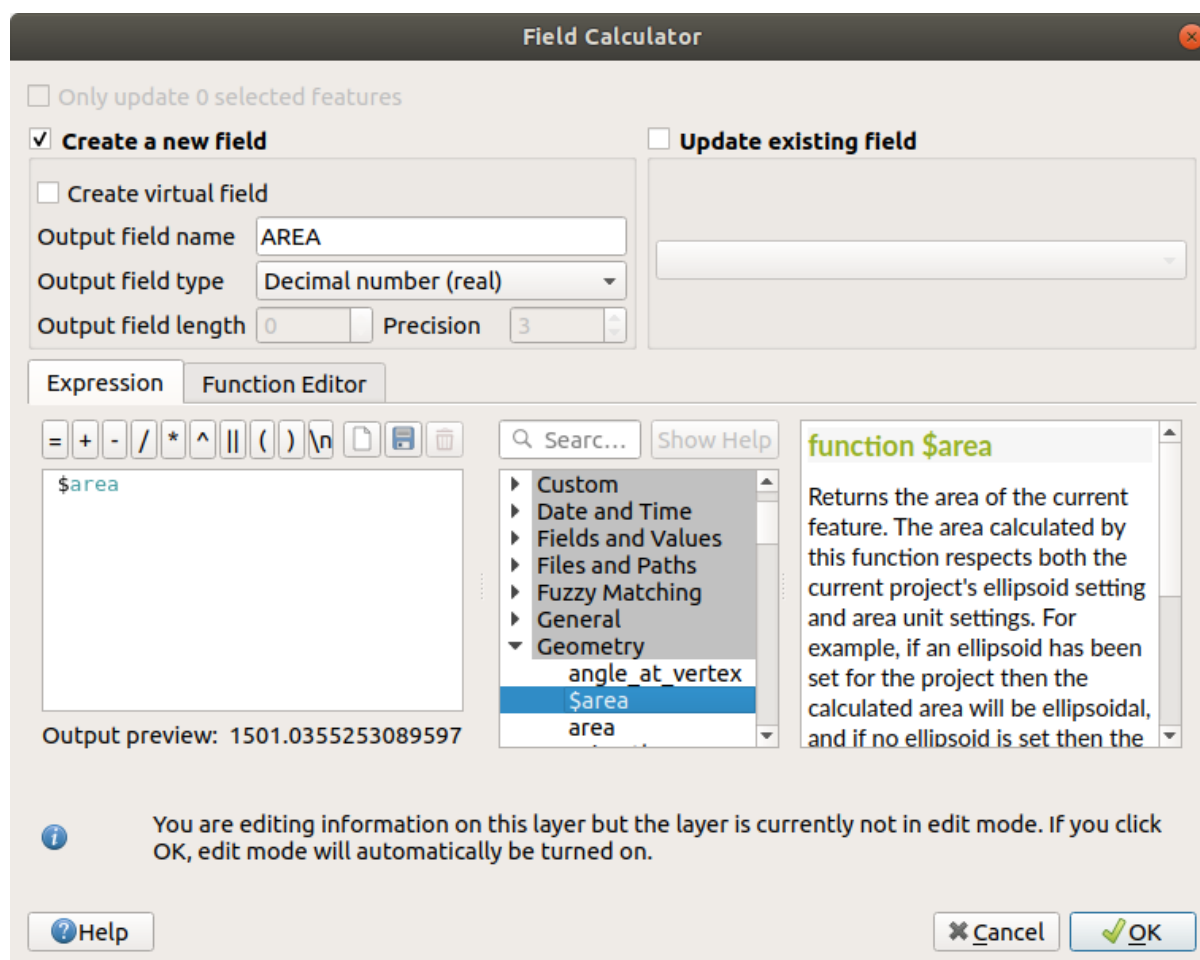 Field Calculator
Only update 0 selected features
Create a new field
Update existing field
Create virtual field
Output field name AREA
Output field type Decimal number (real)
Output field length 0 Precision 3
Expression Function Editor
= + - / * ^ || ( ) \n
Searc... Show Help
$area
Output preview: 1501.0355253089597
Custom
Date and Time
Fields and Values
Files and Paths
Fuzzy Matching
General
Geometry
angle_at_vertex
$area
area
function $area
Returns the area of the current
feature. The area calculated by
this function respects both the
current project's ellipsoid setting
and area unit settings. For
example, if an ellipsoid has been
set for the project then the
calculated area will be ellipsoidal,
and if no ellipsoid is set then the
You are editing information on this layer but the layer is currently not in edit mode. If you click
OK, edit mode will automatically be turned on.
Help
Cancel
OK